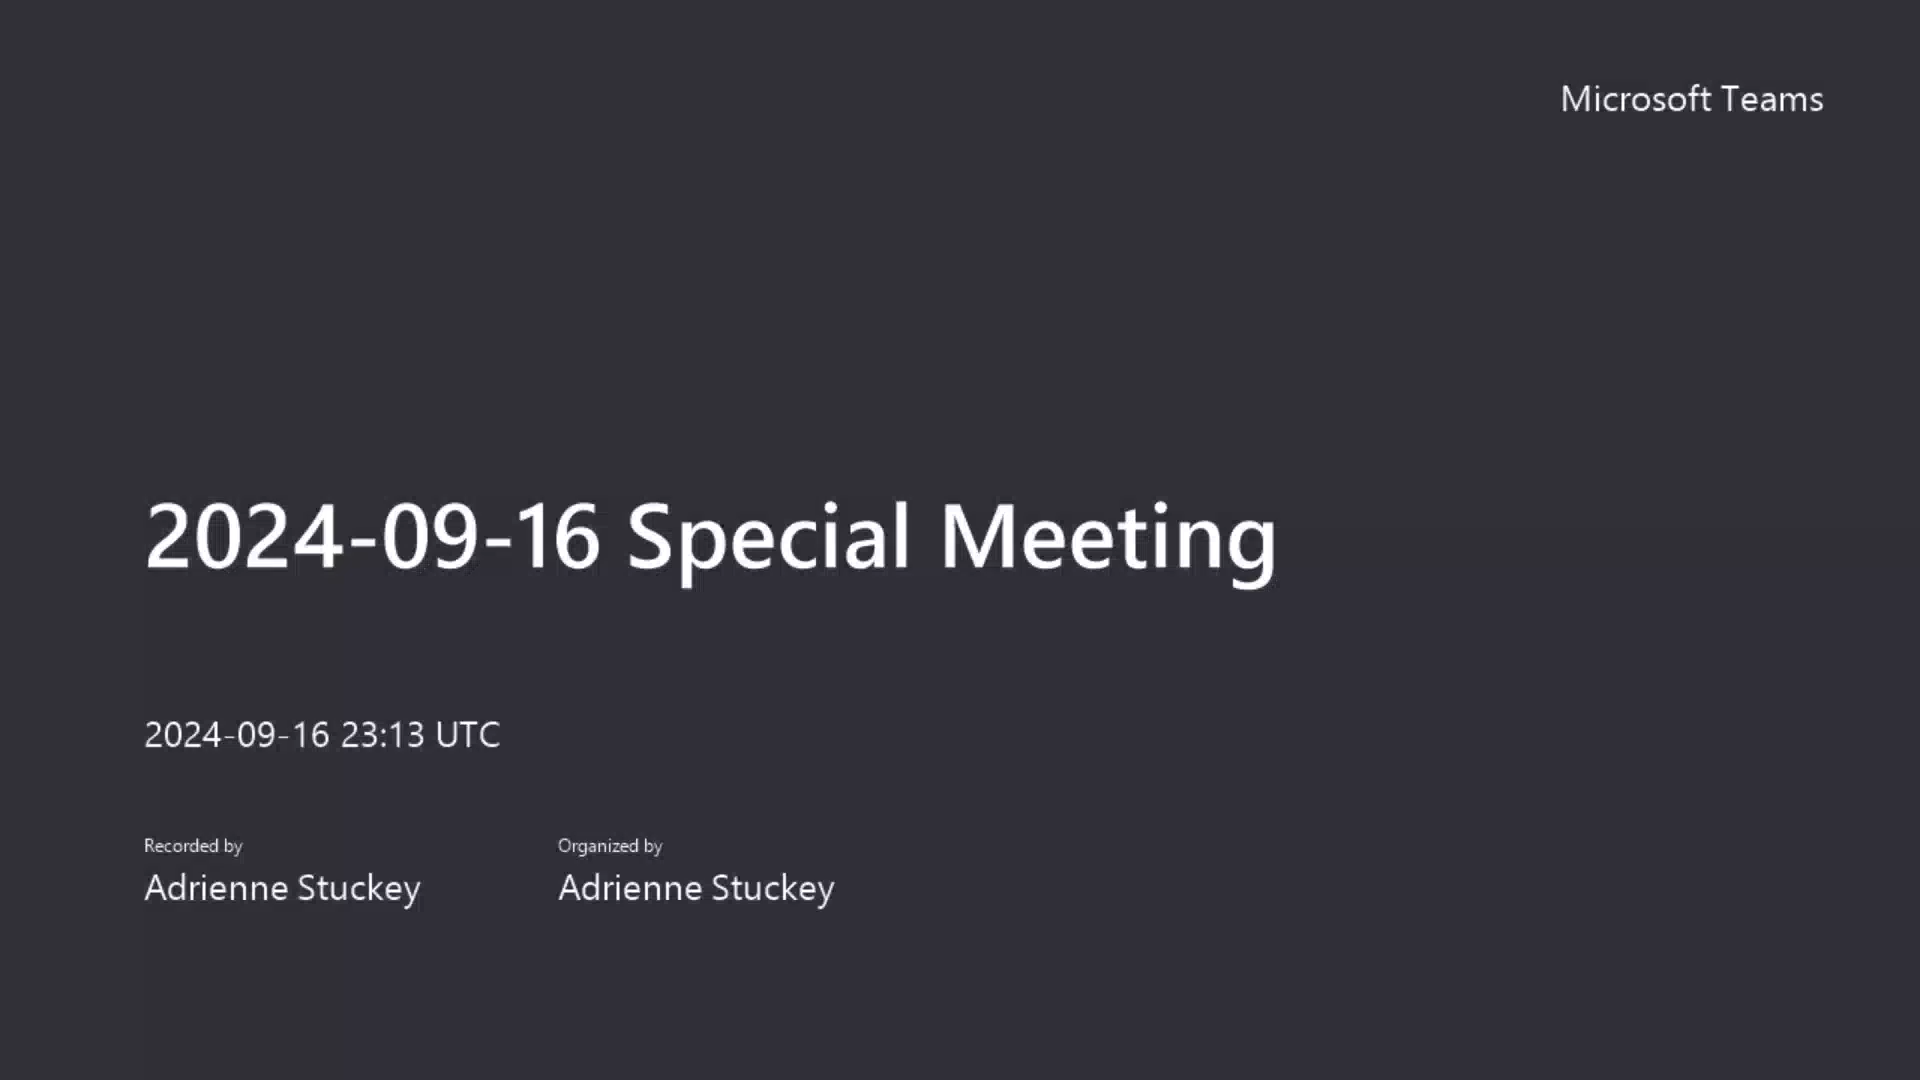 Microsoft Teams
2024-09-16 Special Meeting
2024-09-16 23:13 UTC
Recorded by
Adrienne Stuckey
Organized by
Adrienne Stuckey